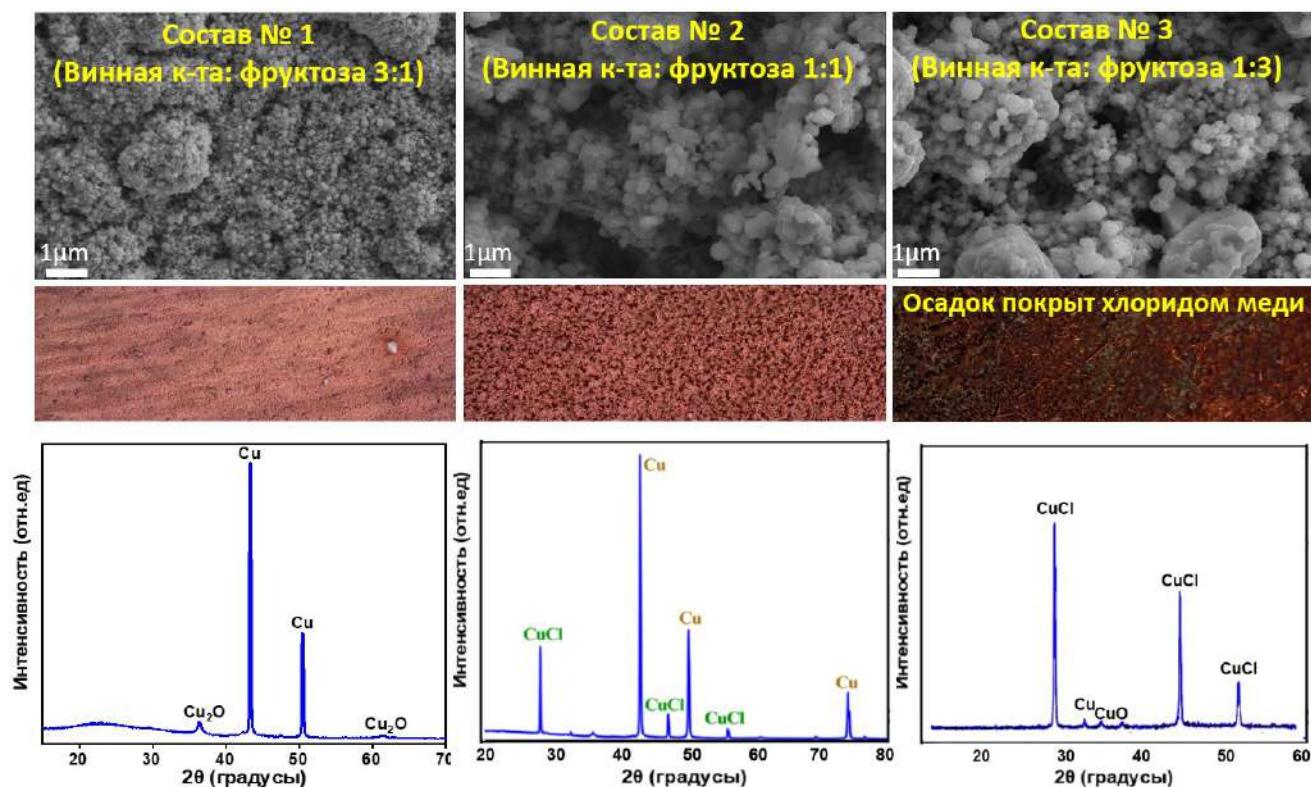 Состав № 1
(Винная к-та: фруктоза 3:1)
1µm
Состав № 2
(Винная к-та: фруктоза 1:1)
1µm
Состав № 3
(Винная к-та: фруктоза 1:3)
1µm
Осадок покрыт хлоридом меди
Интенсивность (отн.ед)
Cu
Cu
Cu₂O
Cu₂O
20 30 40 50 60 70
2θ (градусы)
Интенсивность (отн.ед)
Cu
CuCl
Cu
CuCl
CuCl
Cu
20 30 40 50 60 70 80
2θ (градусы)
Интенсивность (отн.ед)
CuCl
CuCl
CuCl
Cu
CuO
20 30 40 50 60
2θ (градусы)